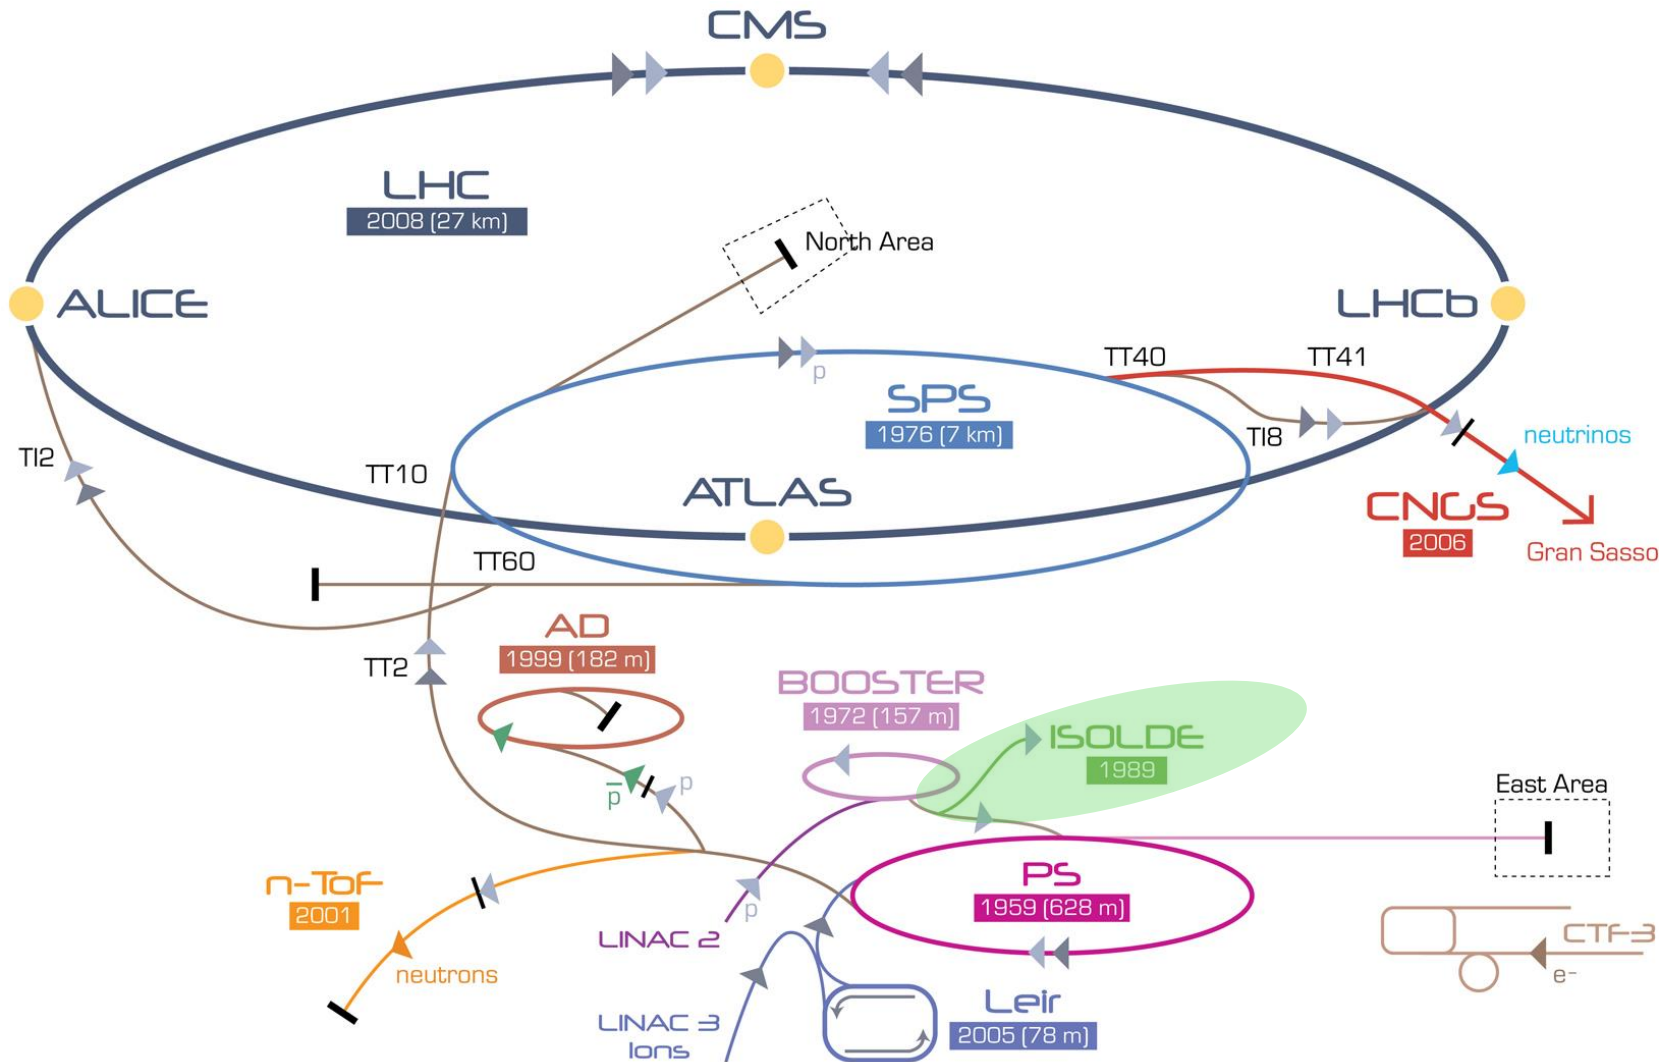 CMS
LHC
2008 (27 km)
North Area
ALICE
LHCb
p
TT40
TT41
SPS
1976 (7 km)
TI8
neutrinos
TI2
TT10
ATLAS
CNGS
2006
Gran Sasso
TT60
AD
1999 (182 m)
TT2
BOOSTER
1972 (157 m)
ISOLDE
1989
p̅
p
East Area
n-ToF
2001
neutrons
LINAC 2
p
PS
1959 (628 m)
CTF-3
e-
LINAC 3
Ions
Leir
2005 (78 m)